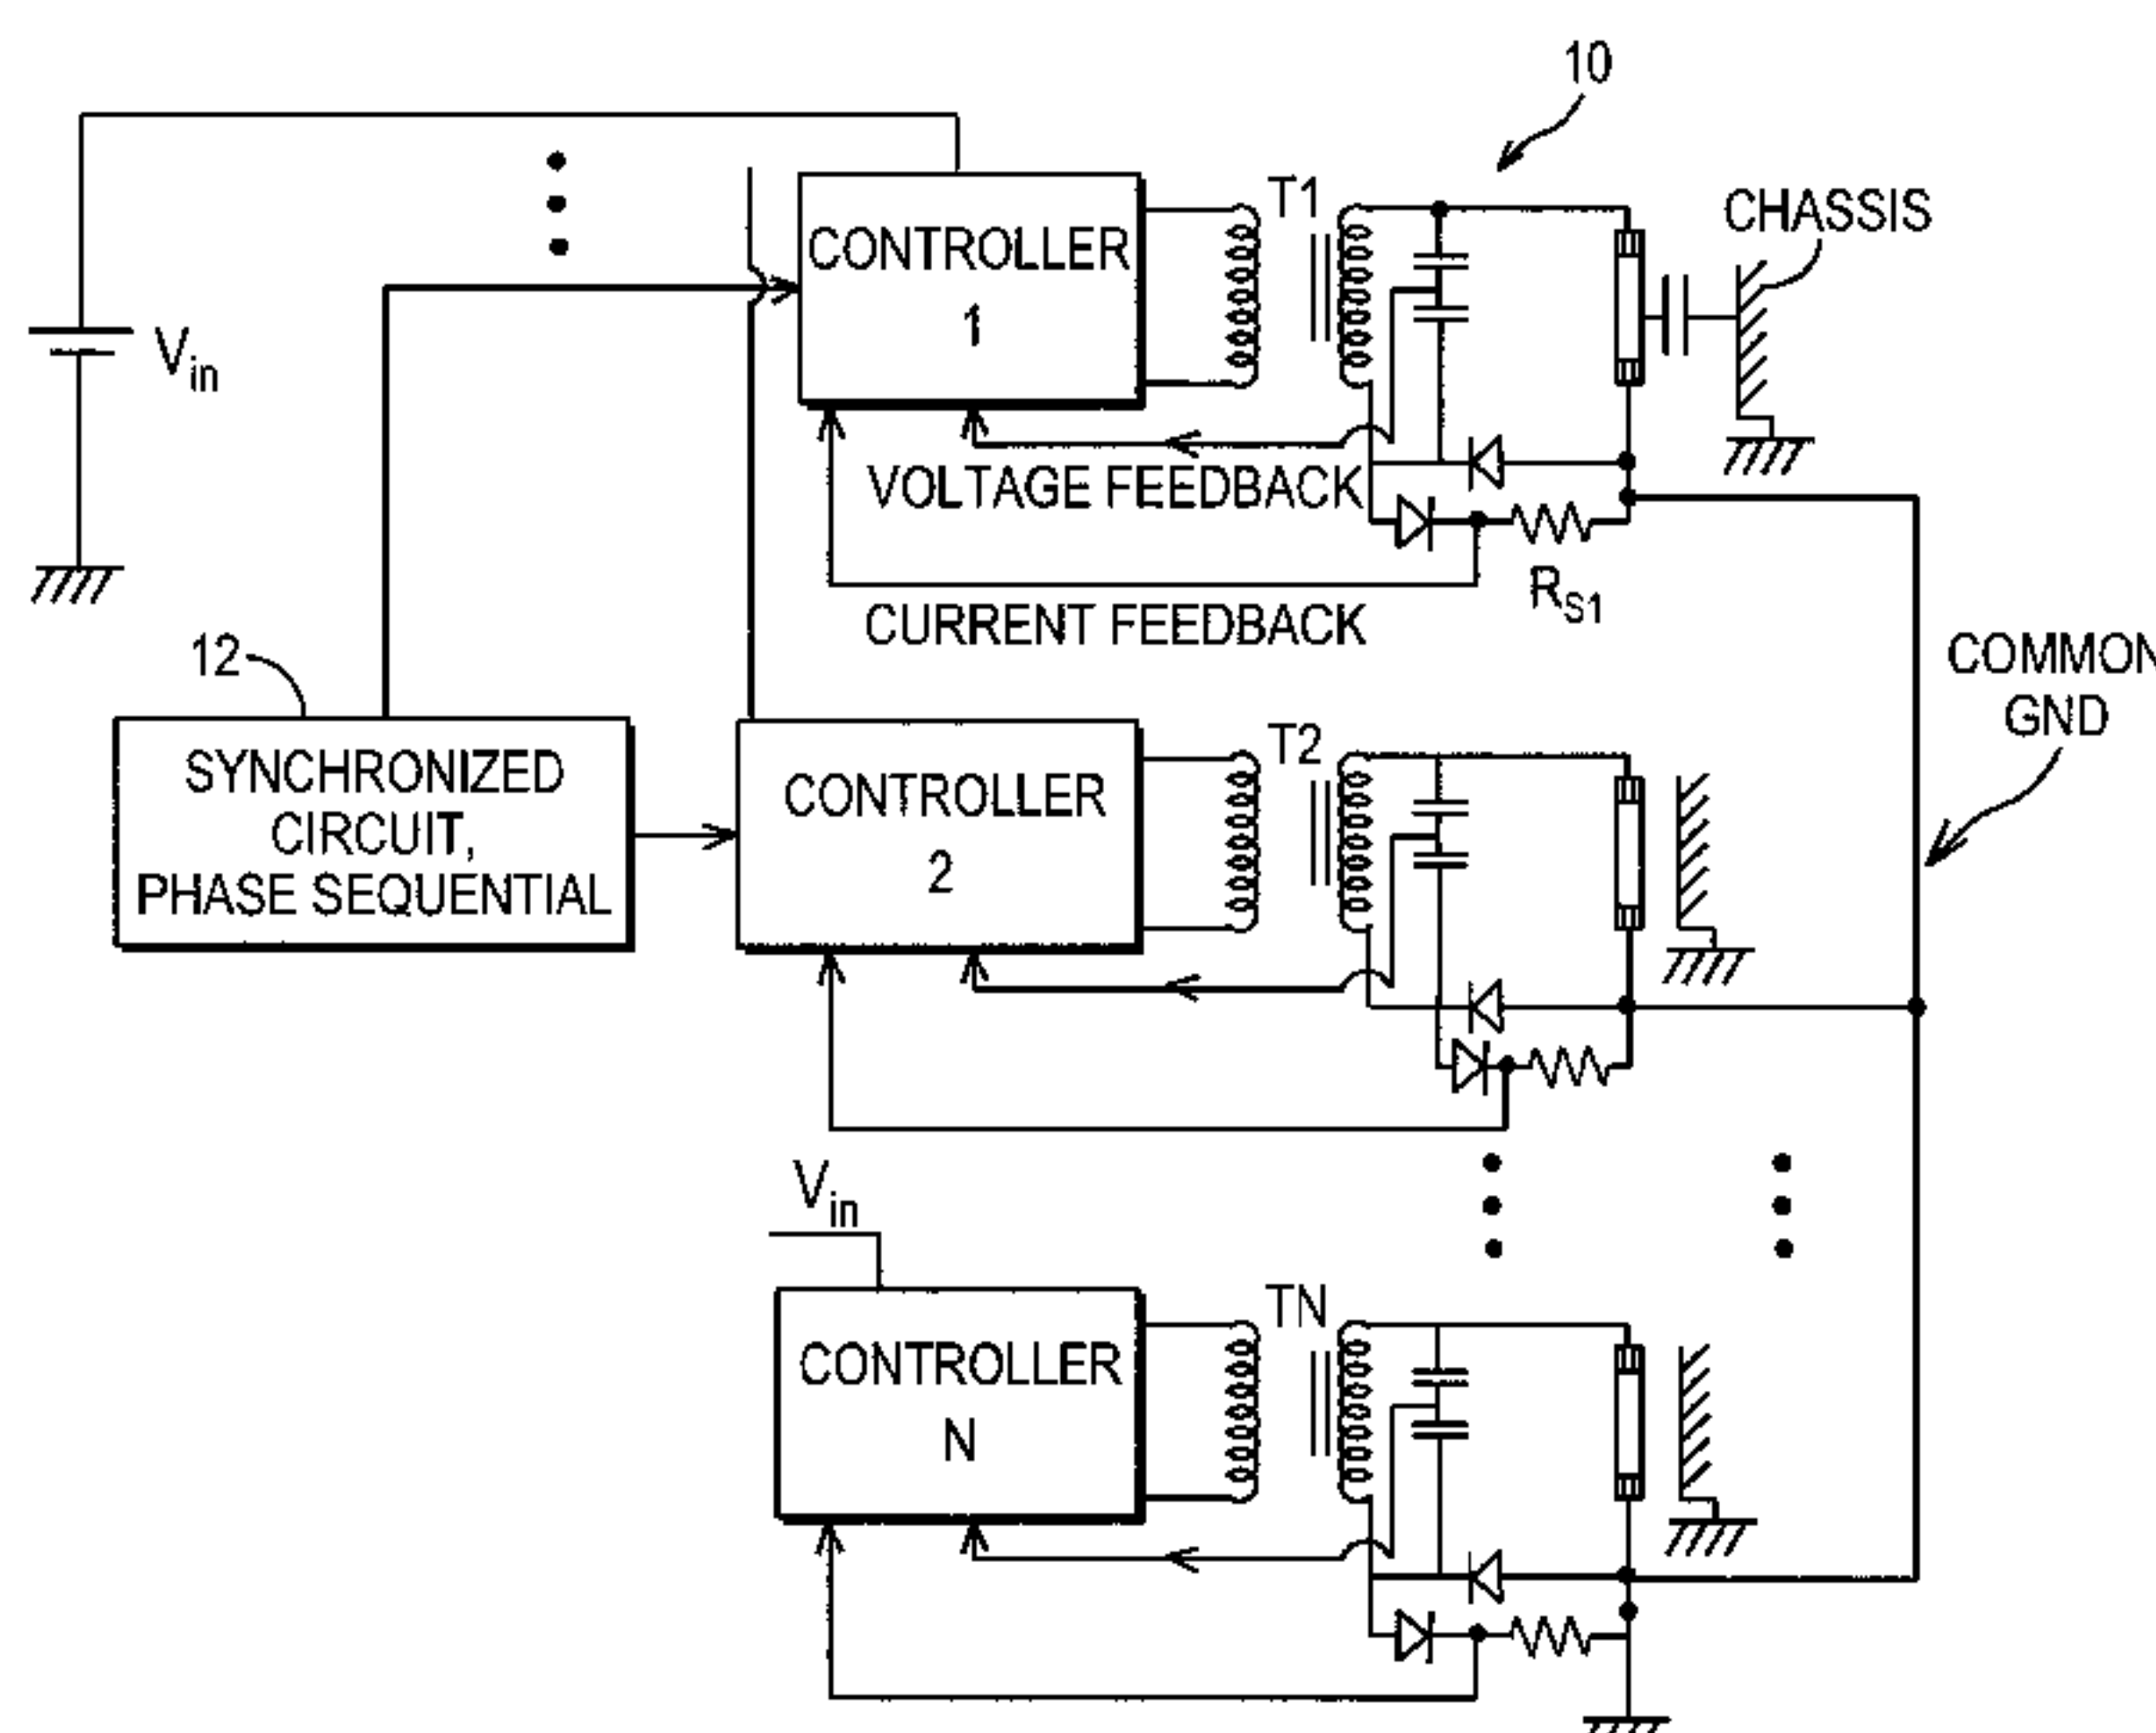 10
T1
CHASSIS
CONTROLLER
1
Vin
VOLTAGE FEEDBACK
RS1
CURRENT FEEDBACK
12
COMMON
GND
SYNCHRONIZED
CIRCUIT,
PHASE SEQUENTIAL
T2
CONTROLLER
2
Vin
TN
CONTROLLER
N